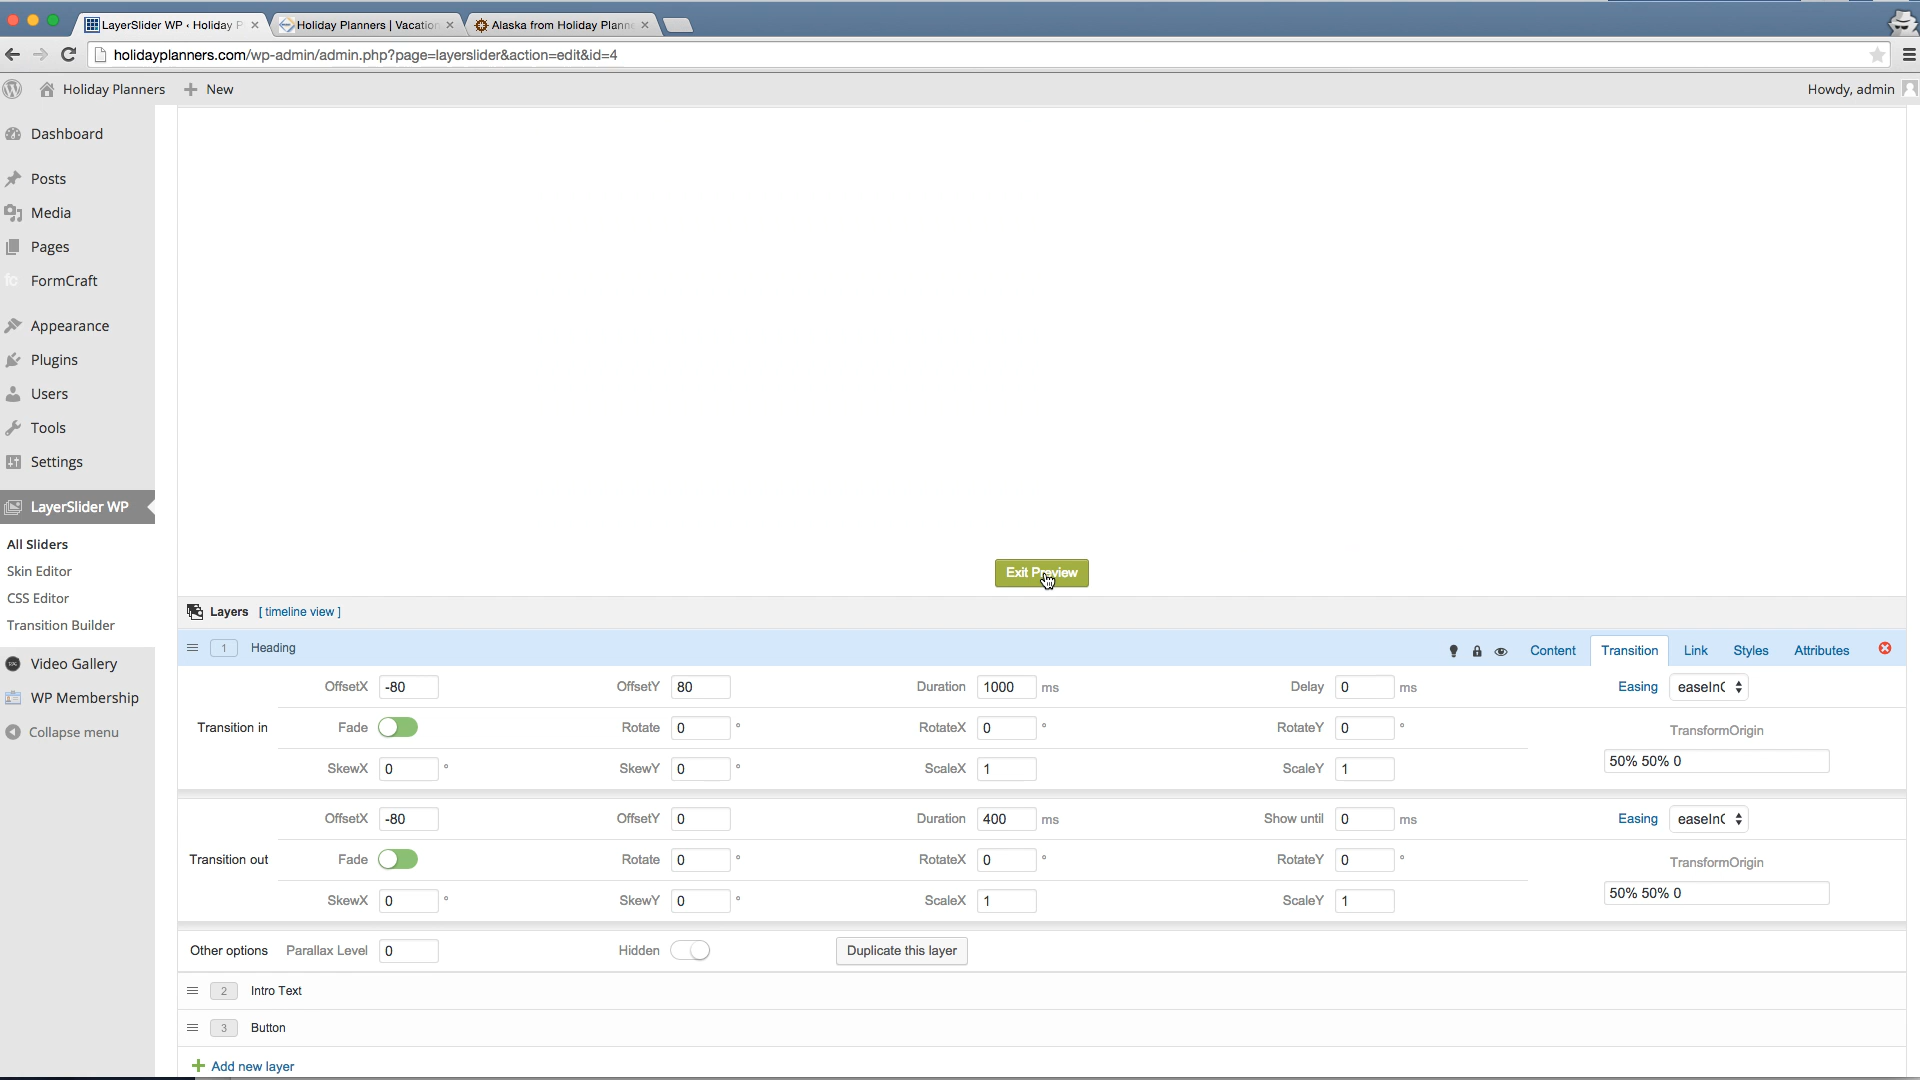 LayerSlider WP ‹ Holiday P
Holiday Planners | Vacation
Alaska from Holiday Planne
holidayplanners.com/wp-admin/admin.php?page=layerslider&action=edit&id=4
Holiday Planners
New
Howdy, admin
Dashboard
Posts
Media
Pages
FormCraft
Appearance
Plugins
Users
Tools
Settings
LayerSlider WP
All Sliders
Skin Editor
CSS Editor
Transition Builder
Video Gallery
WP Membership
Collapse menu
Exit Preview
Layers [ timeline view ]
1 Heading
Content Transition Link Styles Attributes
Transition in
OffsetX -80 OffsetY 80 Duration 1000 ms Delay 0 ms Easing easeInO
Fade Rotate 0 ° RotateX 0 ° RotateY 0 ° TransformOrigin
SkewX 0 ° SkewY 0 ° ScaleX 1 ScaleY 1 50% 50% 0
Transition out
OffsetX -80 OffsetY 0 Duration 400 ms Show until 0 ms Easing easeInO
Fade Rotate 0 ° RotateX 0 ° RotateY 0 ° TransformOrigin
SkewX 0 ° SkewY 0 ° ScaleX 1 ScaleY 1 50% 50% 0
Other options Parallax Level 0 Hidden Duplicate this layer
2 Intro Text
3 Button
Add new layer